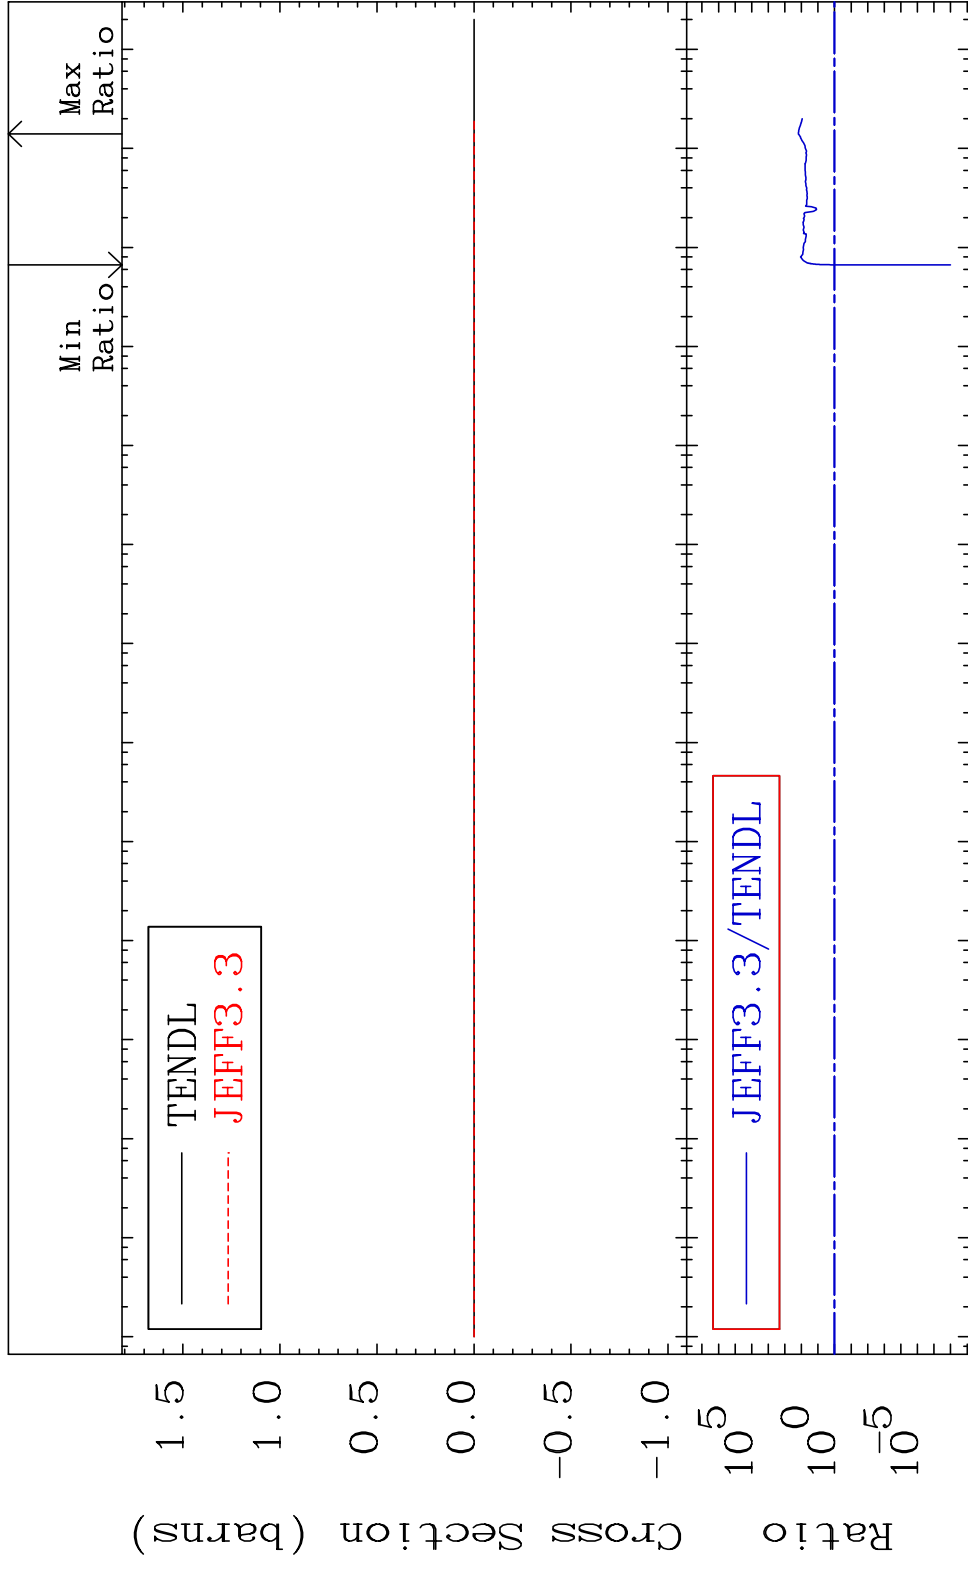 Max
Ratio
Min
Ratio
TENDL
JEFF3.3
1.5
1.0
0.5
0.0
-0.5
-1.0
Cross Section (barns)
JEFF3.3/TENDL
10^5
10^0
10^-5
Ratio